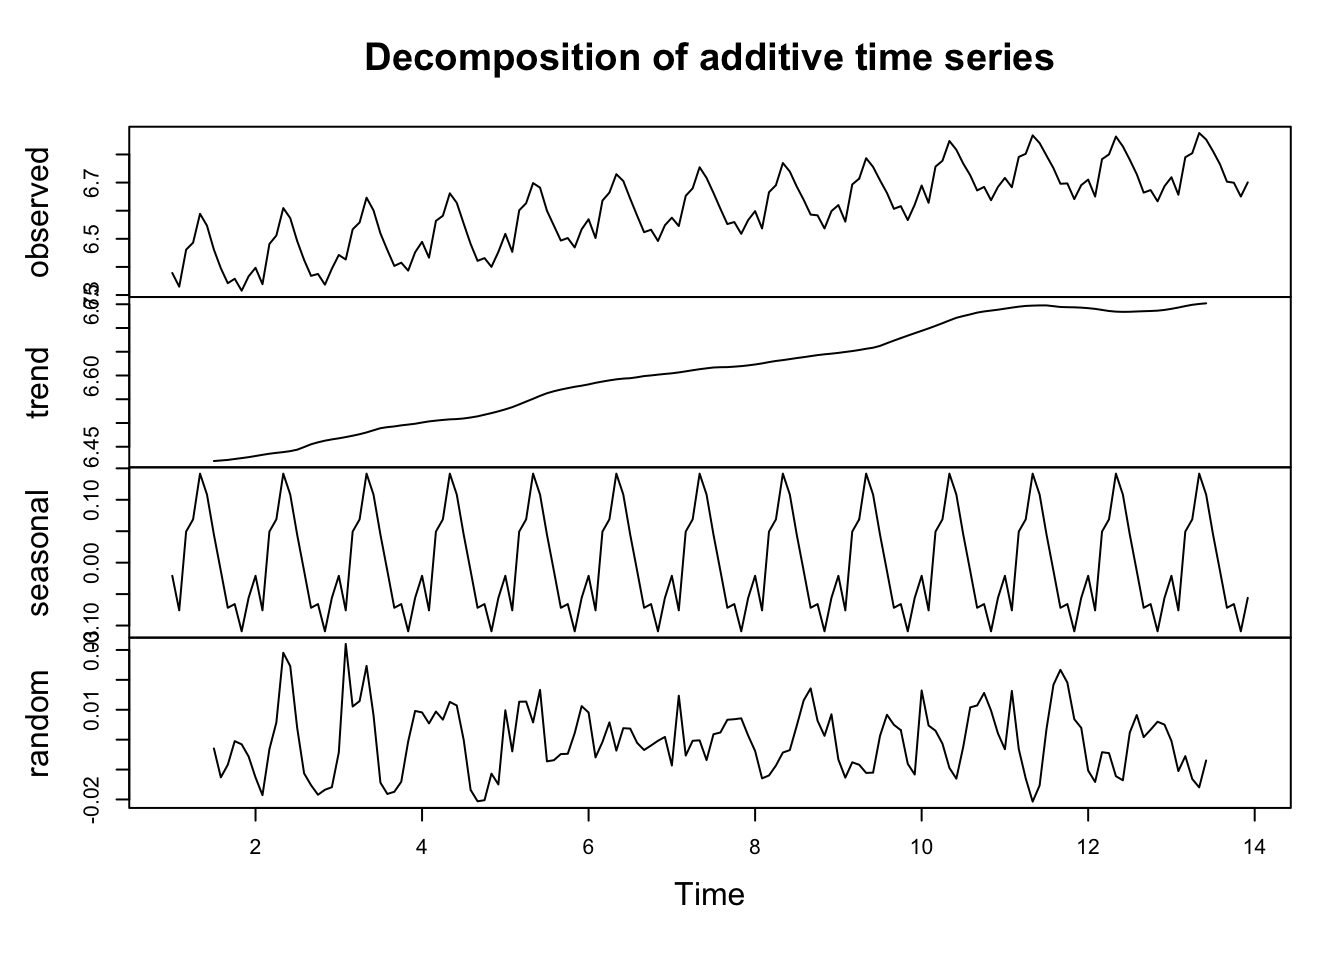 Decomposition of additive time series
observed
6.7
6.5
trend
6.60
6.45
seasonal
0.10
0.00
random
0.01
-0.02
2 4 6 8 10 12 14
Time